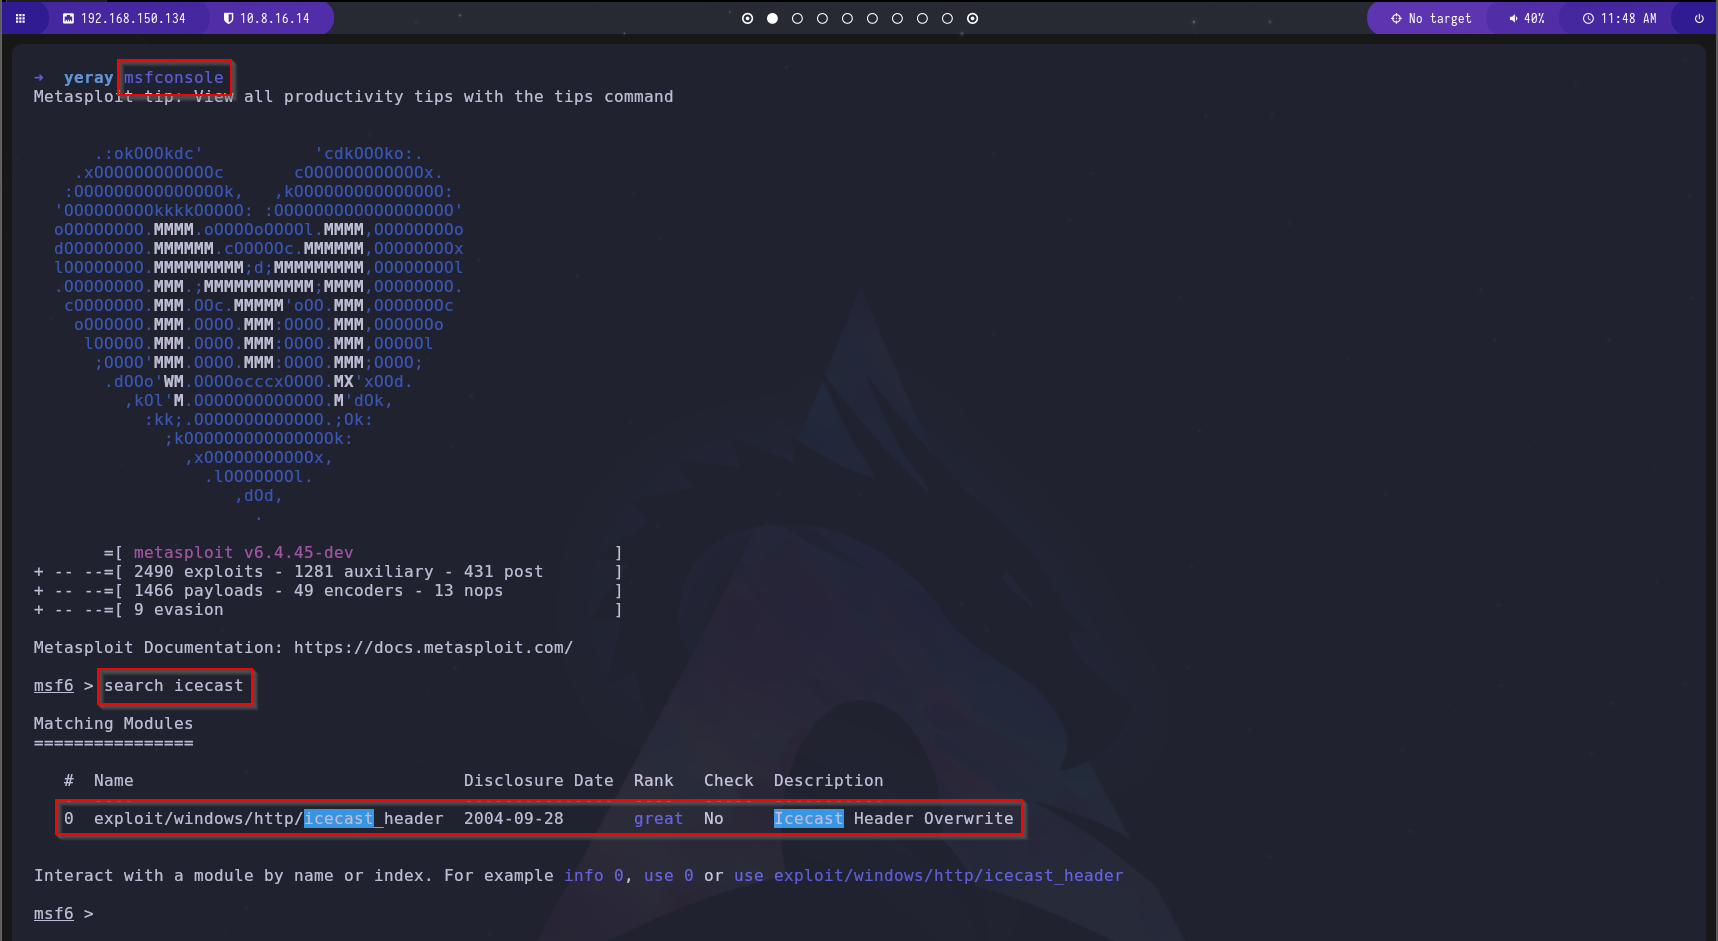 192.168.150.134 10.8.16.14 No target 40% 11:48 AM
→ yeray msfconsole
Metasploit tip: View all productivity tips with the tips command
      .:okOOOkdc'           'cdkOOOko:.
    .xOOOOOOOOOOOOc       cOOOOOOOOOOOOx.
   :OOOOOOOOOOOOOOOk,   ,kOOOOOOOOOOOOOOO:
  'OOOOOOOOOkkkkOOOOO: :OOOOOOOOOOOOOOOOOO'
  oOOOOOOOO.MMMM.oOOOOoOOOOl.MMMM,OOOOOOOOo
  dOOOOOOOO.MMMMMM.cOOOOOc.MMMMMM,OOOOOOOOx
  lOOOOOOOO.MMMMMMMMM;d;MMMMMMMMM,OOOOOOOOl
  .OOOOOOOO.MMM.;MMMMMMMMMMM;MMMM,OOOOOOOO.
   cOOOOOOO.MMM.OOc.MMMMM'oOO.MMM,OOOOOOOc
    oOOOOOO.MMM.OOOO.MMM:OOOO.MMM,OOOOOOo
     lOOOOO.MMM.OOOO.MMM:OOOO.MMM,OOOOOl
      ;OOOO'MMM.OOOO.MMM:OOOO.MMM;OOOO;
       .dOOo'WM.OOOOocccxOOOO.MX'xOOd.
         ,kOl'M.OOOOOOOOOOOOO.M'dOk,
           :kk;.OOOOOOOOOOOOO.;Ok:
             ;kOOOOOOOOOOOOOOOk:
               ,xOOOOOOOOOOOx,
                 .lOOOOOOOl.
                    ,dOd,
                      .
       =[ metasploit v6.4.45-dev                          ]
+ -- --=[ 2490 exploits - 1281 auxiliary - 431 post       ]
+ -- --=[ 1466 payloads - 49 encoders - 13 nops           ]
+ -- --=[ 9 evasion                                       ]
Metasploit Documentation: https://docs.metasploit.com/
msf6 > search icecast
Matching Modules
================
   #  Name                                 Disclosure Date  Rank   Check  Description
   -  ----                                 ---------------  ----   -----  -----------
   0  exploit/windows/http/icecast_header  2004-09-28       great  No     Icecast Header Overwrite
Interact with a module by name or index. For example info 0, use 0 or use exploit/windows/http/icecast_header
msf6 >